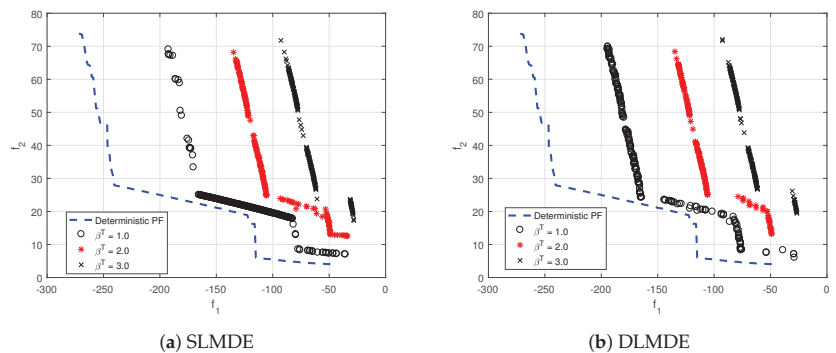 80
70
60
50
40
30
20
10
0
f2
-300 -250 -200 -150 -100 -50 0
f1
Deterministic PF
β^T = 1.0
β^T = 2.0
β^T = 3.0
(a) SLMDE
80
70
60
50
40
30
20
10
0
f2
-300 -250 -200 -150 -100 -50 0
f1
Deterministic PF
β^T = 1.0
β^T = 2.0
β^T = 3.0
(b) DLMDE